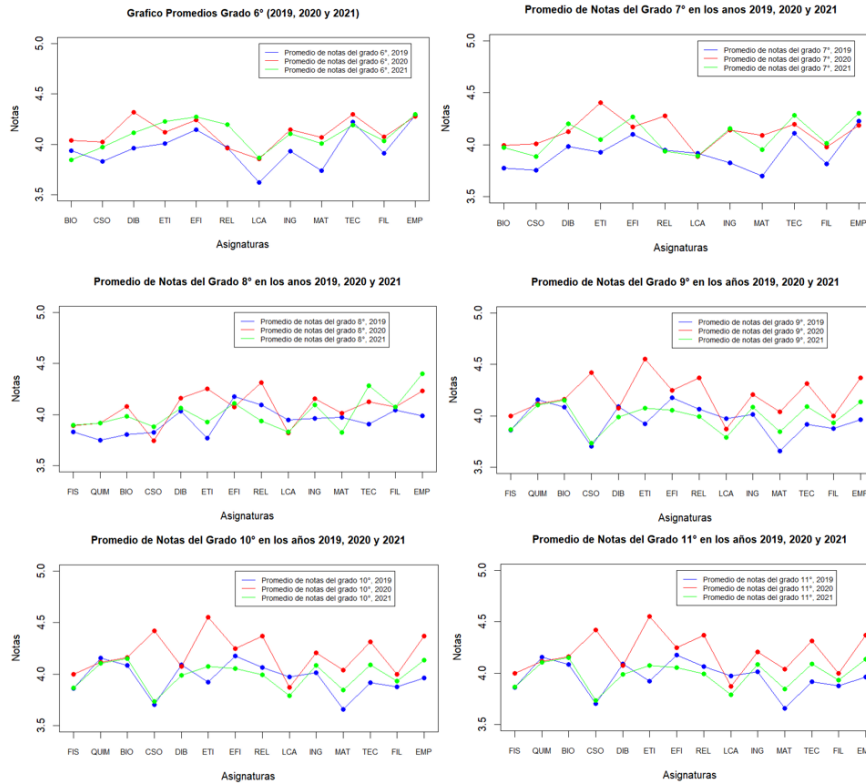 Grafico Promedios Grado 6° (2019, 2020 y 2021)
Notas
5.0
4.5
4.0
3.5
Promedio de notas del grado 6°, 2019
Promedio de notas del grado 6°, 2020
Promedio de notas del grado 6°, 2021
BIO CSO DIB ETI EFI REL LCA ING MAT TEC FIL EMP
Asignaturas
Promedio de Notas del Grado 7° en los anos 2019, 2020 y 2021
Notas
5.0
4.5
4.0
3.5
Promedio de notas del grado 7°, 2019
Promedio de notas del grado 7°, 2020
Promedio de notas del grado 7°, 2021
BIO CSO DIB ETI EFI REL LCA ING MAT TEC FIL EMP
Asignaturas
Promedio de Notas del Grado 8° en los anos 2019, 2020 y 2021
Notas
5.0
4.5
4.0
3.5
Promedio de notas del grado 8°, 2019
Promedio de notas del grado 8°, 2020
Promedio de notas del grado 8°, 2021
FIS QUIM BIO CSO DIB ETI EFI REL LCA ING MAT TEC FIL EMP
Asignaturas
Promedio de Notas del Grado 9° en los años 2019, 2020 y 2021
Notas
5.0
4.5
4.0
3.5
Promedio de notas del grado 9°, 2019
Promedio de notas del grado 9°, 2020
Promedio de notas del grado 9°, 2021
FIS QUIM BIO CSO DIB ETI EFI REL LCA ING MAT TEC FIL EMP
Asignaturas
Promedio de Notas del Grado 10° en los años 2019, 2020 y 2021
Notas
5.0
4.5
4.0
3.5
Promedio de notas del grado 10°, 2019
Promedio de notas del grado 10°, 2020
Promedio de notas del grado 10°, 2021
FIS QUIM BIO CSO DIB ETI EFI REL LCA ING MAT TEC FIL EMP
Asignaturas
Promedio de Notas del Grado 11° en los años 2019, 2020 y 2021
Notas
5.0
4.5
4.0
3.5
Promedio de notas del grado 11°, 2019
Promedio de notas del grado 11°, 2020
Promedio de notas del grado 11°, 2021
FIS QUIM BIO CSO DIB ETI EFI REL LCA ING MAT TEC FIL EMP
Asignaturas